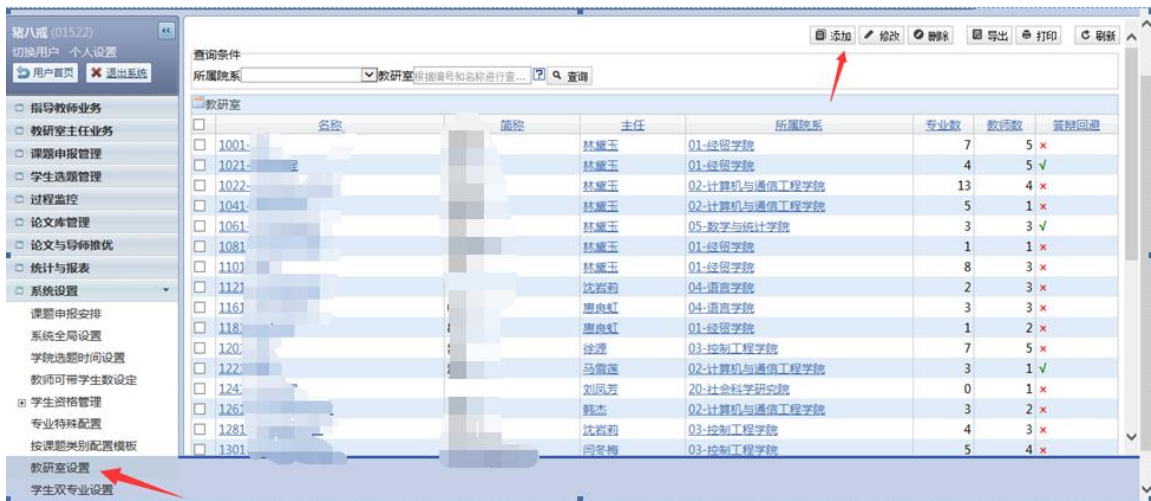 猪八戒 (01522)
切换用户 个人设置
用户首页 退出系统
指导教师业务
教研室主任业务
课题申报管理
学生选题管理
过程监控
论文库管理
论文与导师推优
统计与报表
系统设置
课题申报安排
系统全局设置
学院选题时间设置
教师可带学生数设定
学生资格管理
专业特殊配置
按课题类别配置模板
教研室设置
学生双专业设置
添加 修改 删除 导出 打印 刷新
查询条件
所属院系 教研室 根据编号和名称进行查... ? 查询
教研室
名称 简称 主任 所属院系 专业数 教师数 答辩回避
1001- 林黛玉 01-经贸学院 7 5 ×
1021- 程 林黛玉 01-经贸学院 4 5 √
1022- 林黛玉 02-计算机与通信工程学院 13 4 ×
1041- 林黛玉 02-计算机与通信工程学院 5 1 ×
1061- 林黛玉 05-数学与统计学院 3 3 √
1081 林黛玉 01-经贸学院 1 1 ×
1101 林黛玉 01-经贸学院 8 3 ×
1121 沈岩莉 04-语言学院 2 3 ×
1161 惠良虹 04-语言学院 3 3 ×
118 惠良虹 01-经贸学院 1 2 ×
120 徐源 03-控制工程学院 7 5 ×
122 马雪莲 02-计算机与通信工程学院 3 1 √
124 刘凤芳 20-社会科学研究院 0 1 ×
1261 韩杰 02-计算机与通信工程学院 3 2 ×
1281 沈岩莉 03-控制工程学院 4 3 ×
1301 闫冬梅 03-控制工程学院 5 4 ×